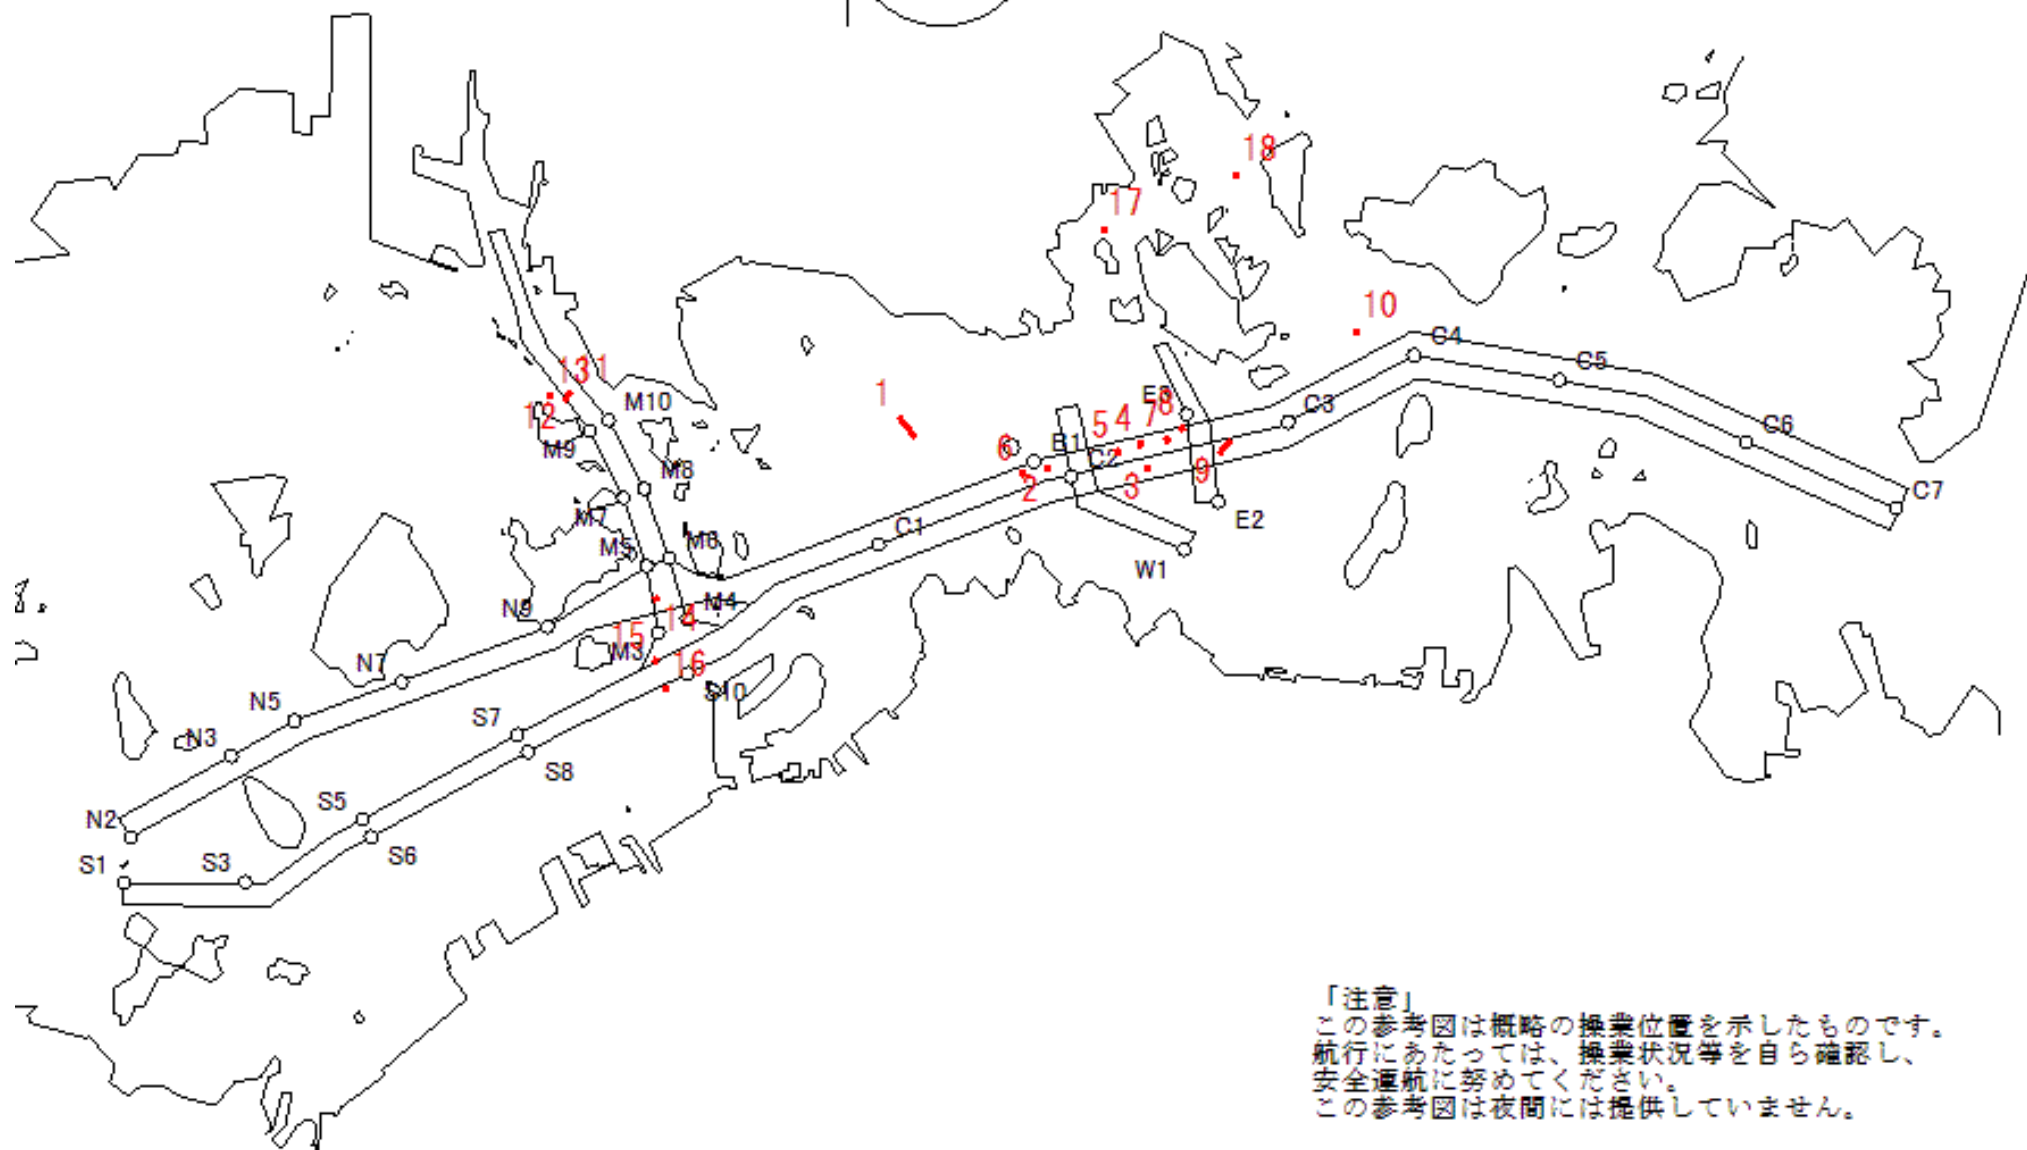 18
17
10
C4
C5
1311
1
M10
12
M9
E3
8
7
4
5
C3
C6
6
B1
C2
M8
2
3
9
C7
M7
E2
C1
M5
M6
W1
N9
M4
14
15
M3
16
N7
S10
N5
S7
N3
S8
S5
N2
S6
S1
S3
「注意」
この参考図は概略の操業位置を示したものです。
航行にあたっては、操業状況等を自ら確認し、
安全運航に努めてください。
この参考図は夜間には提供していません。